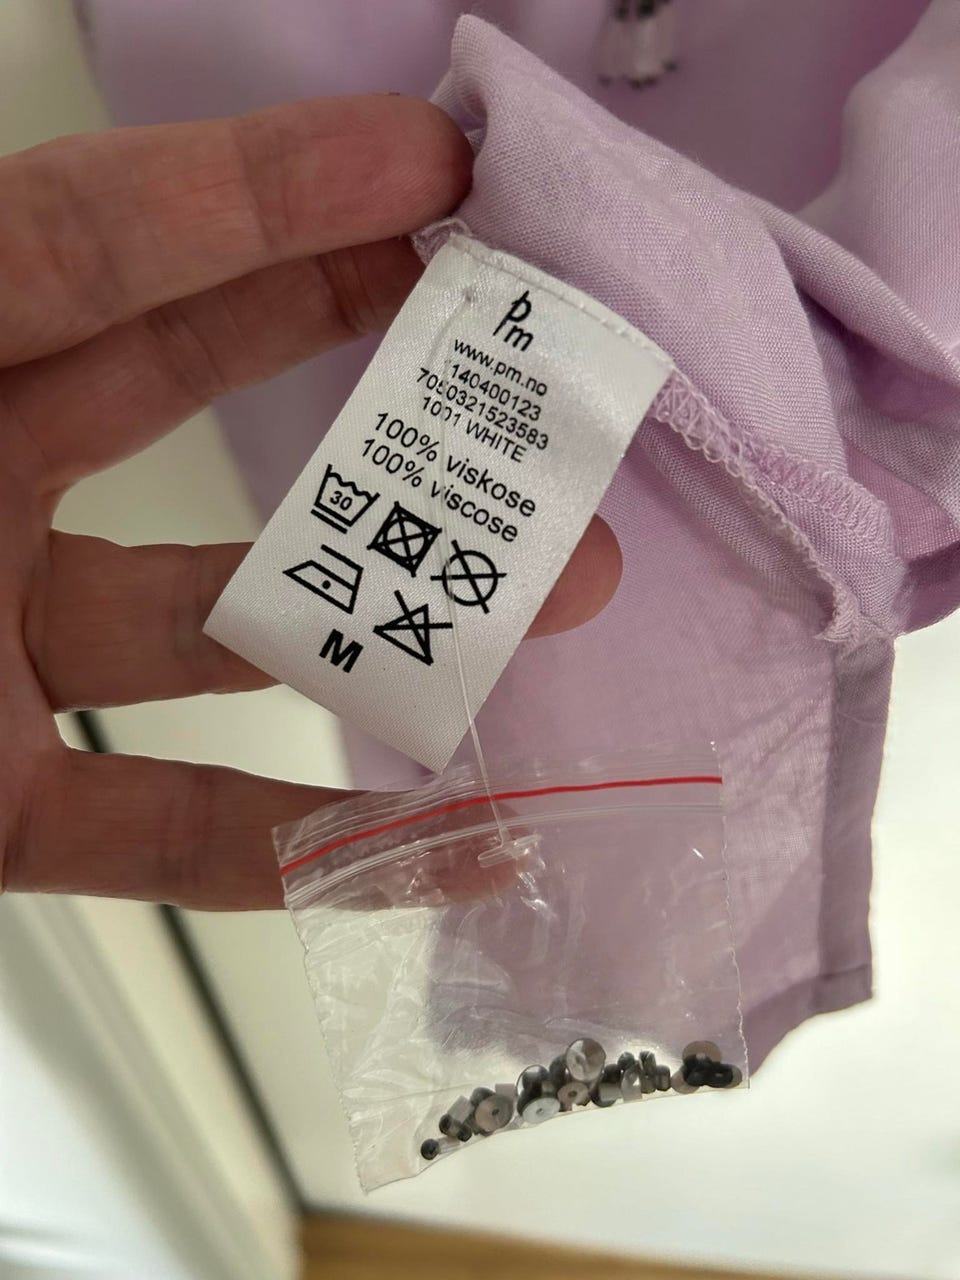 pm
www.pm.no
140400123
7050321523583
1001 WHITE
100% viskose
100% viscose
30
M